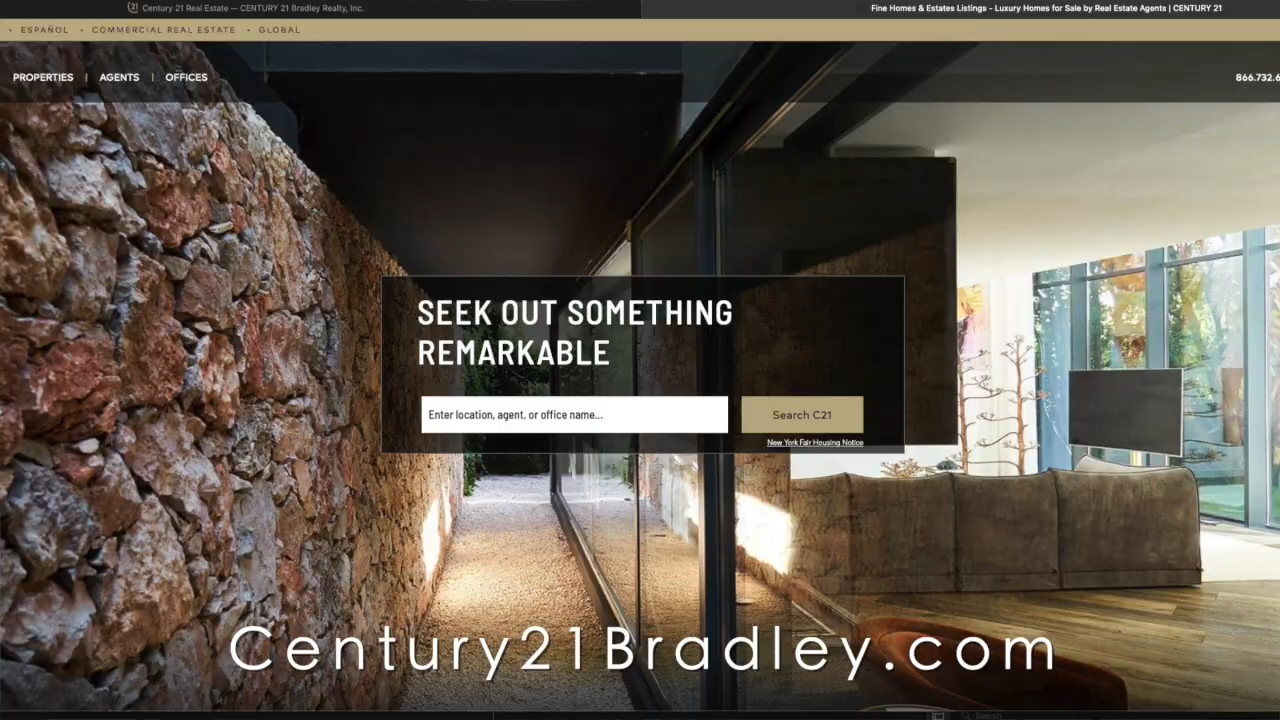 21 Century 21 Real Estate — CENTURY 21 Bradley Realty, Inc.
Fine Homes & Estates Listings - Luxury Homes for Sale by Real Estate Agents | CENTURY 21
• ESPAÑOL • COMMERCIAL REAL ESTATE • GLOBAL
PROPERTIES | AGENTS | OFFICES
866.732.6
SEEK OUT SOMETHING
REMARKABLE
Enter location, agent, or office name...
Search C21
New York Fair Housing Notice
Century21Bradley.com
Search